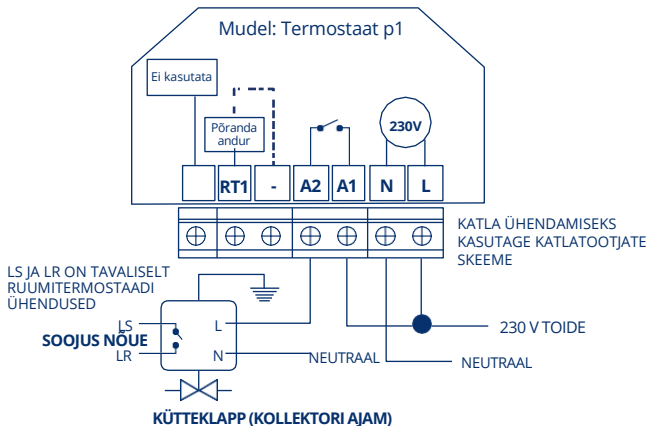 Mudel: Termostaat p1
Ei kasutata
Põranda
andur
230V
RT1 - A2 A1 N L
KATLA ÜHENDAMISEKS
KASUTAGE KATLATOOTJATE
SKEEME
LS JA LR ON TAVALISELT
RUUMITERMOSTAADI
ÜHENDUSED
LS
L
SOOJUS NÕUE
LR
N
NEUTRAAL
230 V TOIDE
NEUTRAAL
KÜTTEKLAPP (KOLLEKTORI AJAM)